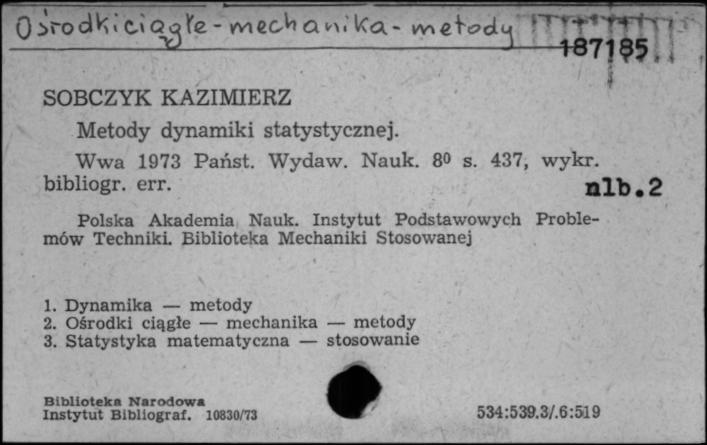 Ośrodki ciągłe - mechanika - metody
187185
SOBCZYK KAZIMIERZ
Metody dynamiki statystycznej.
Wwa 1973 Państ. Wydaw. Nauk. 8⁰ s. 437, wykr.
bibliogr. err. nlb.2
Polska Akademia Nauk. Instytut Podstawowych Proble-
mów Techniki. Biblioteka Mechaniki Stosowanej
1. Dynamika — metody
2. Ośrodki ciągłe — mechanika — metody
3. Statystyka matematyczna — stosowanie
Biblioteka Narodowa
Instytut Bibliograf. 10830/73 534:539.3/.6:519